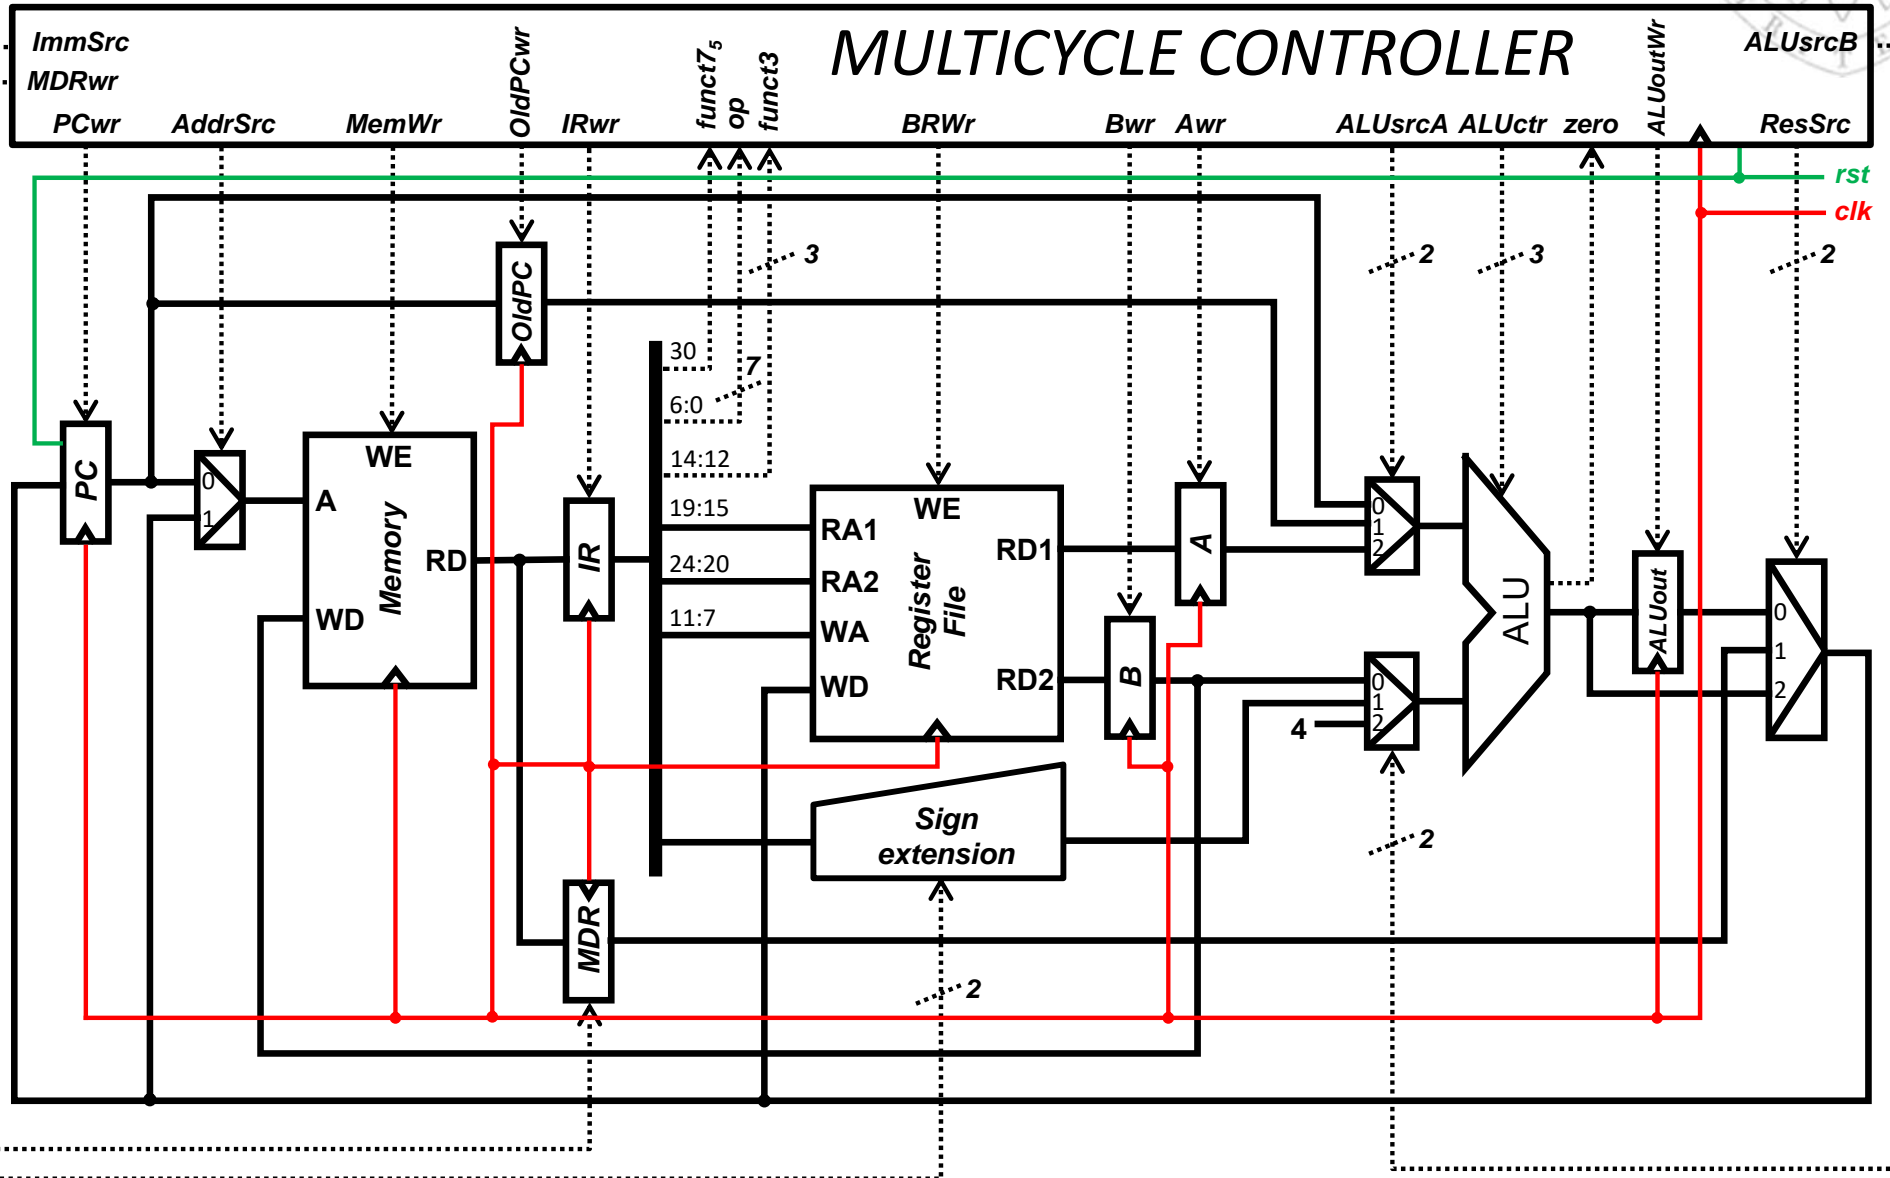 ImmSrc
MDRwr
MULTICYCLE CONTROLLER
ALUsrcB
PCwr
AddrSrc
MemWr
OldPCwr
IRwr
funct7₅
op
funct3
BRWr
Bwr
Awr
ALUsrcA
ALUctr
zero
ALUoutWr
ResSrc
rst
clk
3
2
3
2
OldPC
30
7
6:0
14:12
PC
0
1
WE
A
Memory
RD
WD
IR
19:15
24:20
11:7
WE
RA1
RA2
WA
WD
Register
File
RD1
RD2
A
B
0
1
2
0
1
2
4
ALU
ALUout
0
1
2
Sign
extension
2
MDR
2